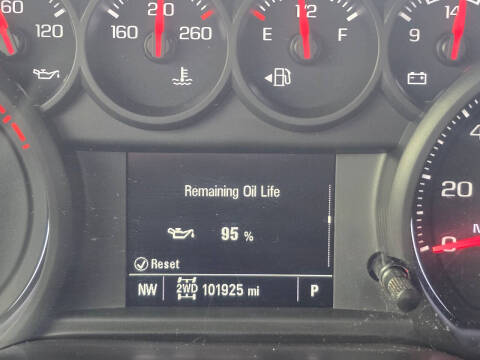 60 120
160 210 260
E 1/2 F
9 14
Remaining Oil Life
95 %
Reset
NW 2WD 101925 mi P
20
0